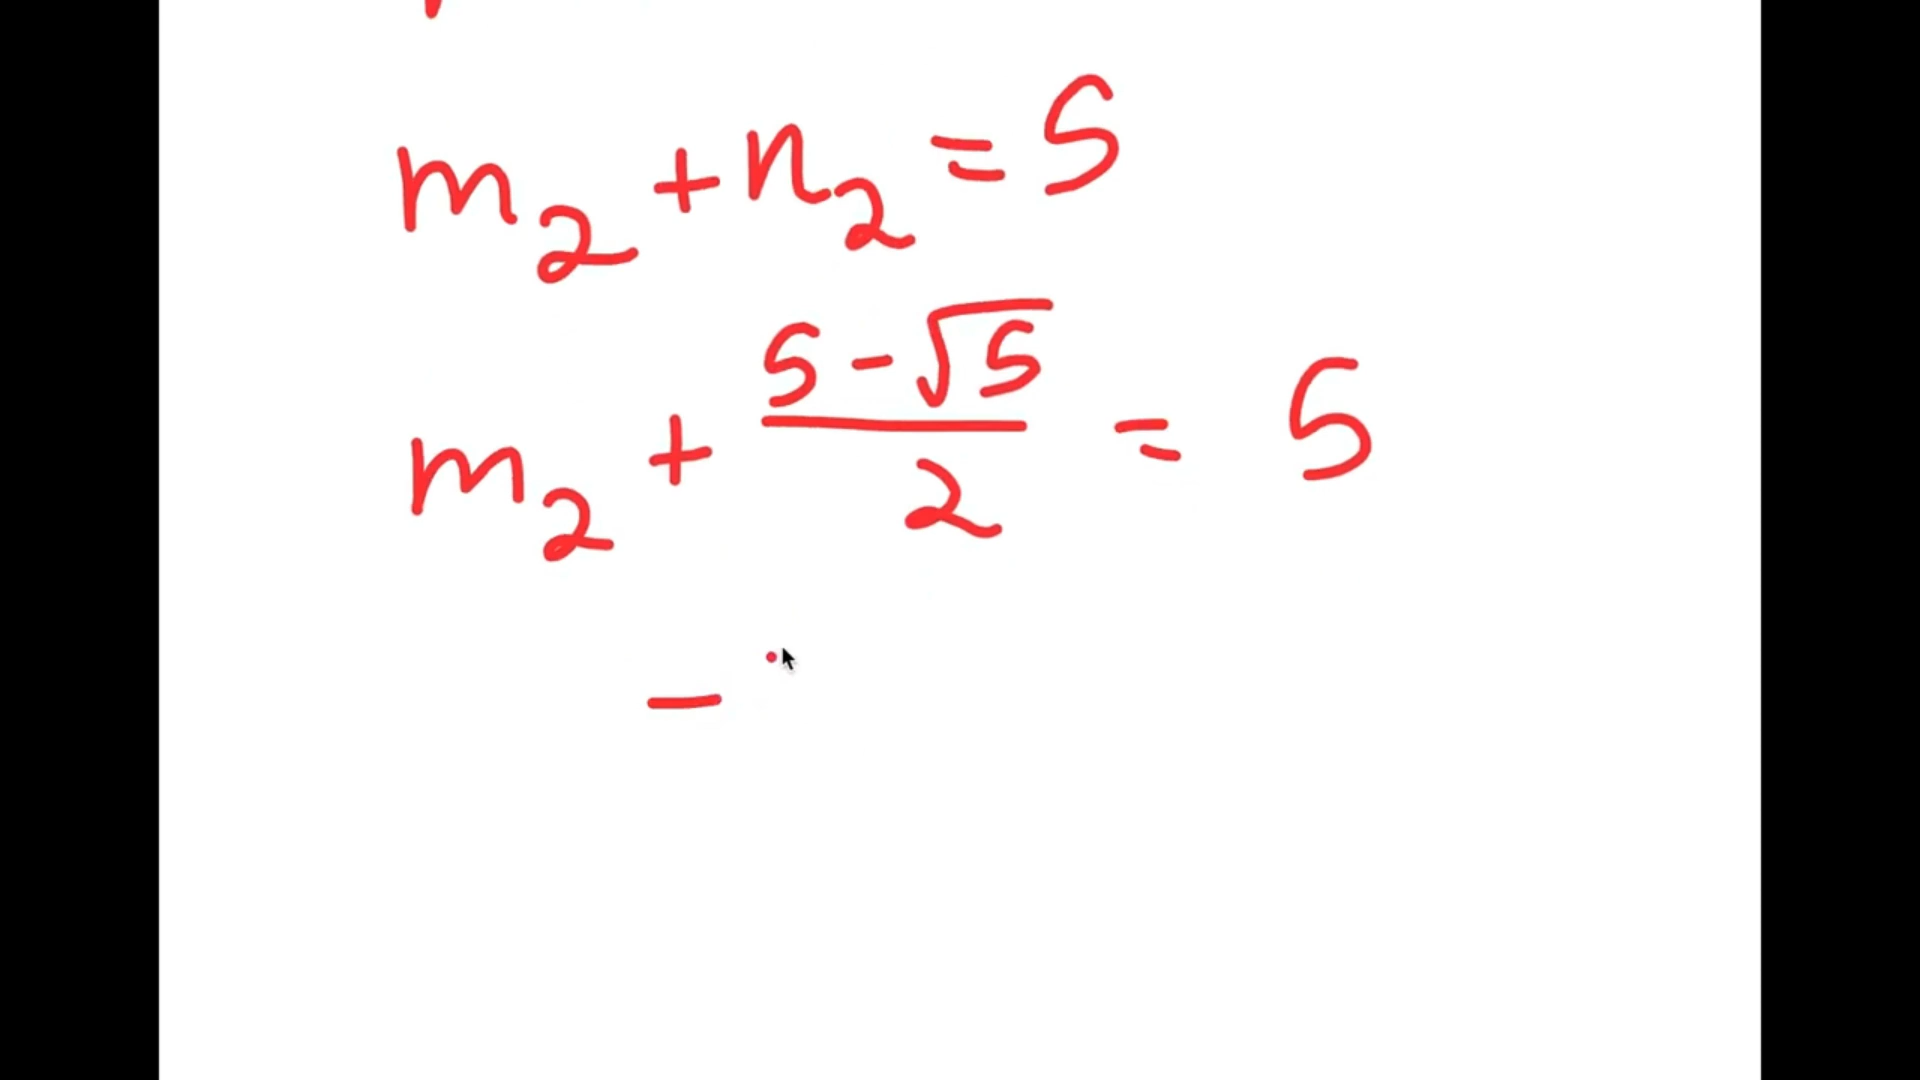 m₂ + n₂ = 5
m₂ + (5 - √5)/2 = 5
-